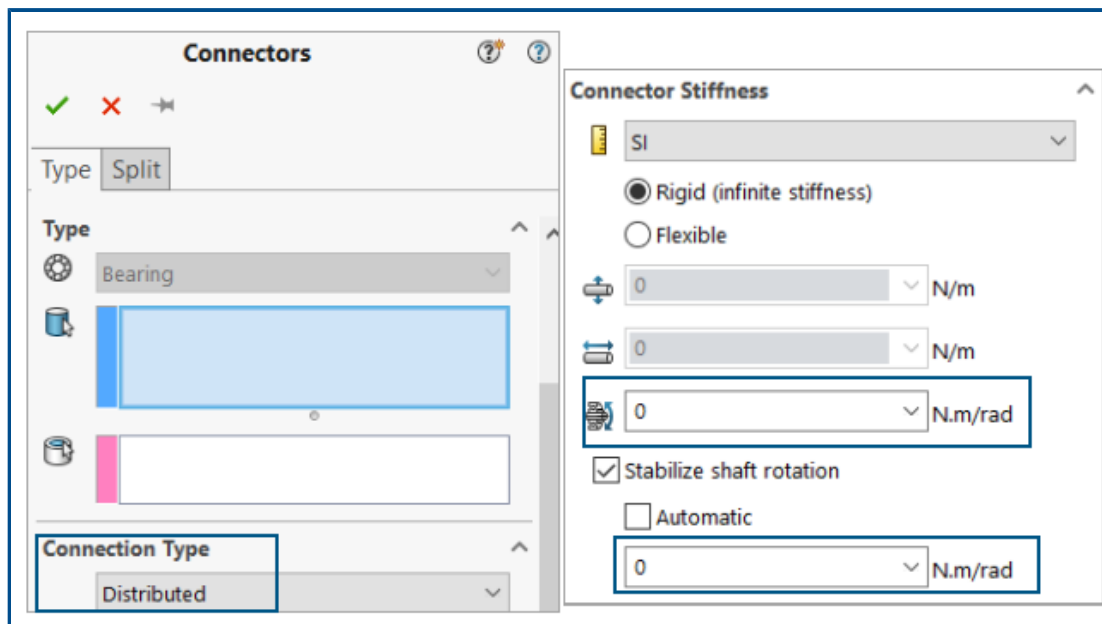 Connectors
Type Split
Type
Bearing
Connection Type
Distributed
Connector Stiffness
SI
Rigid (infinite stiffness)
Flexible
0 N/m
0 N/m
0 N.m/rad
Stabilize shaft rotation
Automatic
0 N.m/rad